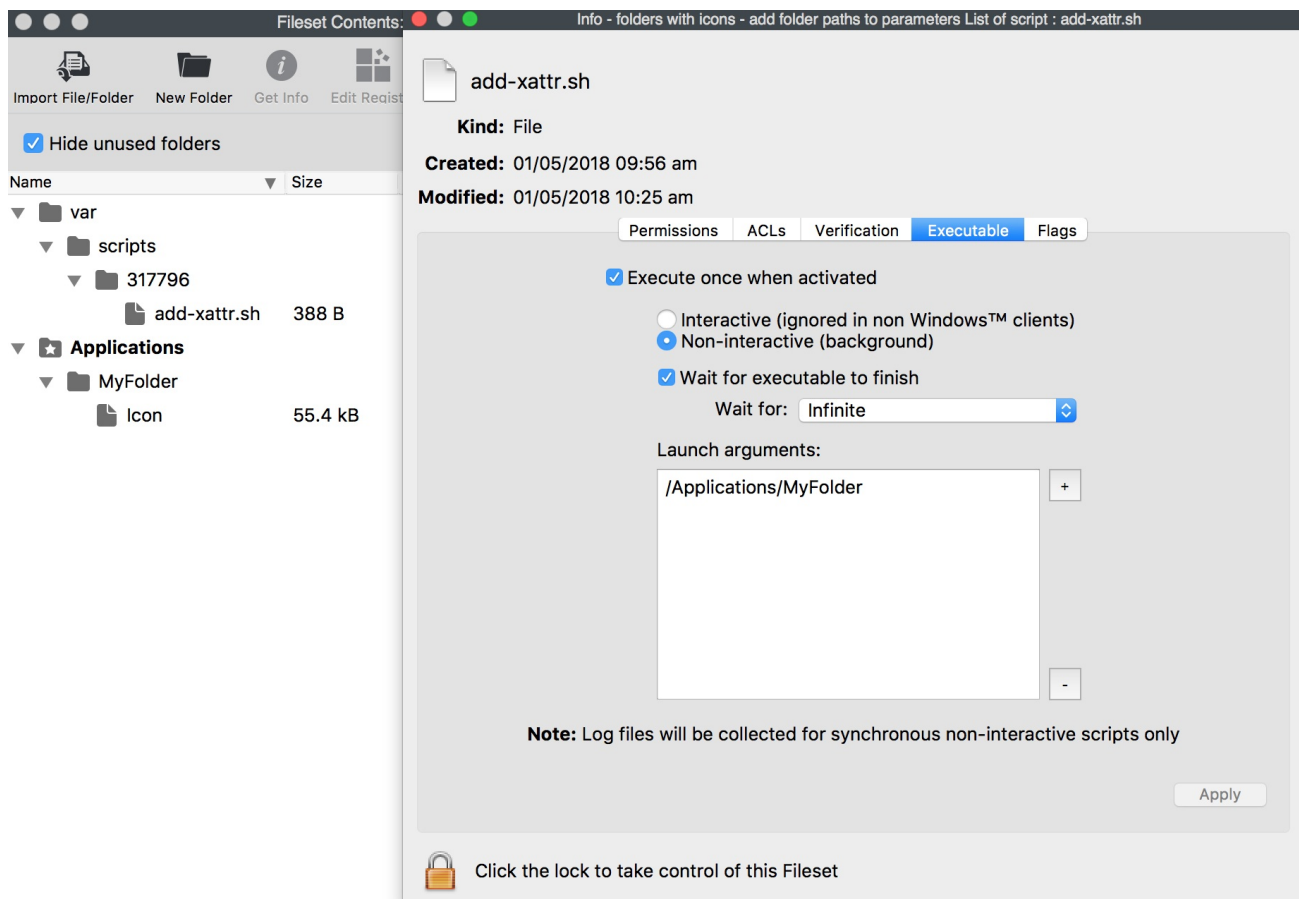 Fileset Contents:
Import File/Folder New Folder Get Info Edit Regist
Hide unused folders
Name Size
var
scripts
317796
add-xattr.sh 388 B
Applications
MyFolder
Icon 55.4 kB
Info - folders with icons - add folder paths to parameters List of script : add-xattr.sh
add-xattr.sh
Kind: File
Created: 01/05/2018 09:56 am
Modified: 01/05/2018 10:25 am
Permissions ACLs Verification Executable Flags
Execute once when activated
Interactive (ignored in non Windows™ clients)
Non-interactive (background)
Wait for executable to finish
Wait for: Infinite
Launch arguments:
/Applications/MyFolder
+
-
Note: Log files will be collected for synchronous non-interactive scripts only
Apply
Click the lock to take control of this Fileset